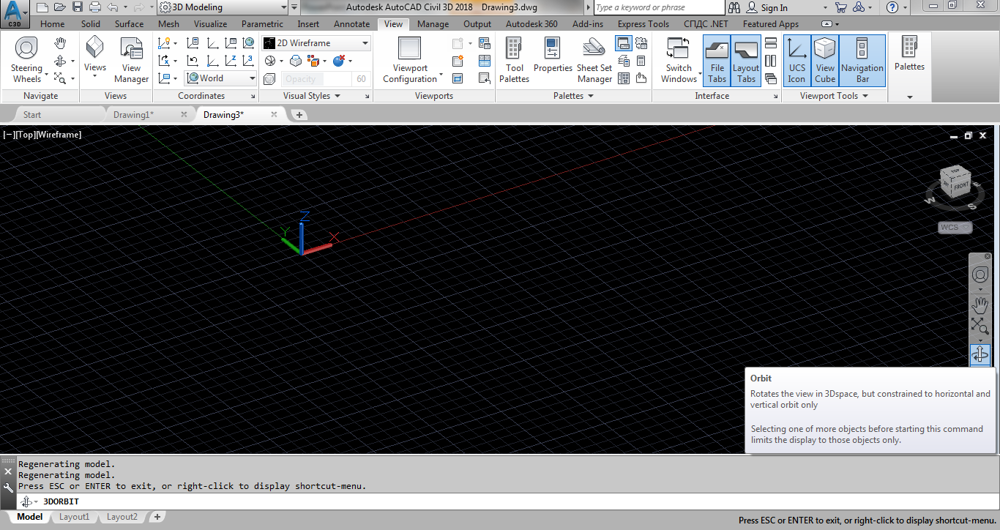 C3D
3D Modeling
Autodesk AutoCAD Civil 3D 2018 Drawing3.dwg
Type a keyword or phrase
Sign In
Home Solid Surface Mesh Visualize Parametric Insert Annotate View Manage Output Autodesk 360 Add-ins Express Tools СПДС .NET Featured Apps
Steering
Wheels
Navigate
Views
View
Manager
Views
World
Coordinates
2D Wireframe
Opacity 60
Visual Styles
Viewport
Configuration
Viewports
Tool
Palettes
Properties
Sheet Set
Manager
Palettes
Switch
Windows
File
Tabs
Layout
Tabs
Interface
UCS
Icon
View
Cube
Navigation
Bar
Viewport Tools
Palettes
Start Drawing1* Drawing3*
[−][Top][Wireframe]
TOP
FRONT
W
S
E
WCS
Z
Y
X
Orbit
Rotates the view in 3Dspace, but constrained to horizontal and
vertical orbit only
Selecting one of more objects before starting this command
limits the display to those objects only.
Regenerating model.
Regenerating model.
Press ESC or ENTER to exit, or right-click to display shortcut-menu.
3DORBIT
Model Layout1 Layout2
Press ESC or ENTER to exit, or right-click to display shortcut-menu.